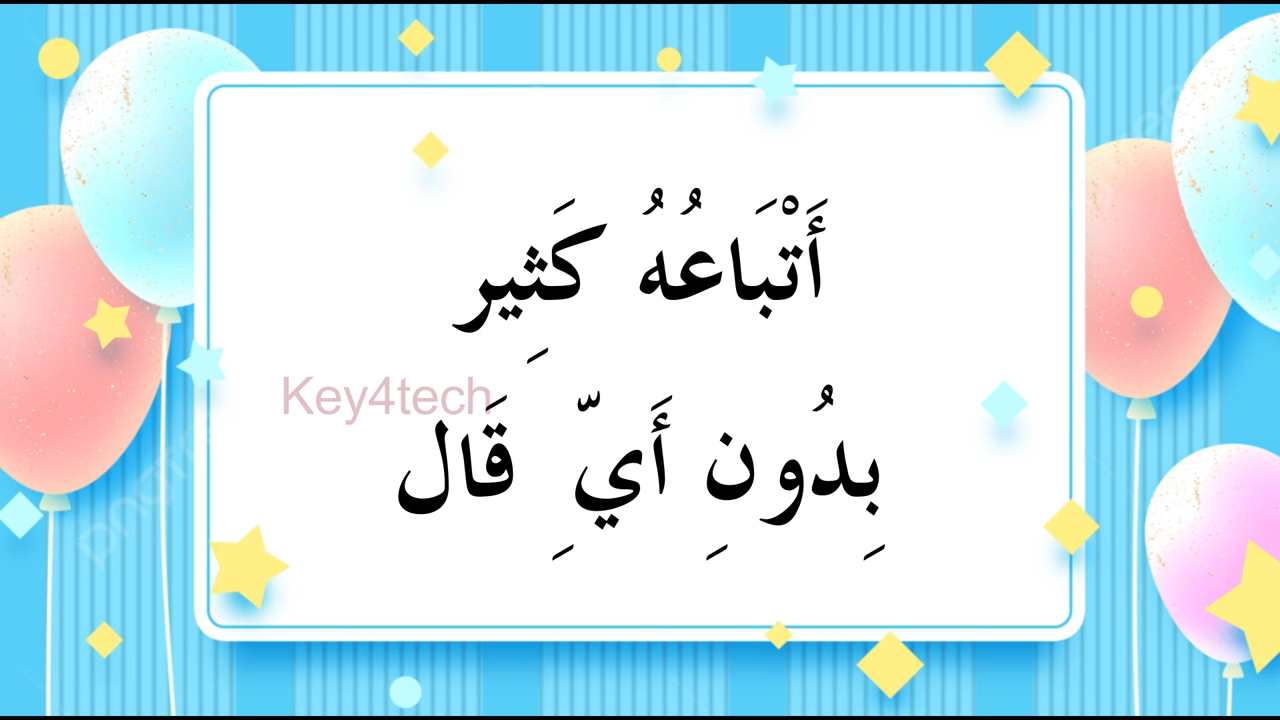 أَتْبَاعُهُ كَثِير
Key4tech
بِدُونِ أَيِّ قَال